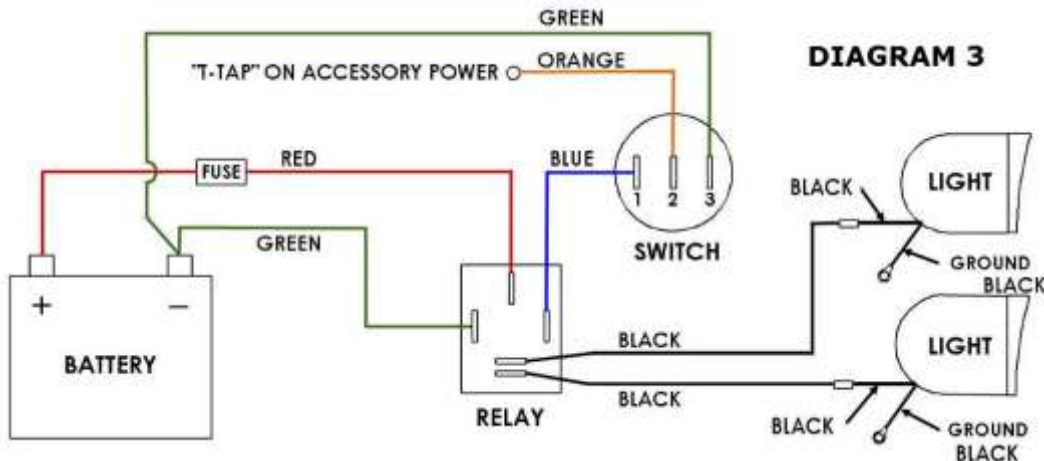 GREEN
"T-TAP" ON ACCESSORY POWER
ORANGE
DIAGRAM 3
FUSE
RED
BLUE
1 2 3
SWITCH
BLACK
LIGHT
GROUND
BLACK
GREEN
+ −
BATTERY
RELAY
BLACK
BLACK
LIGHT
BLACK
GROUND
BLACK